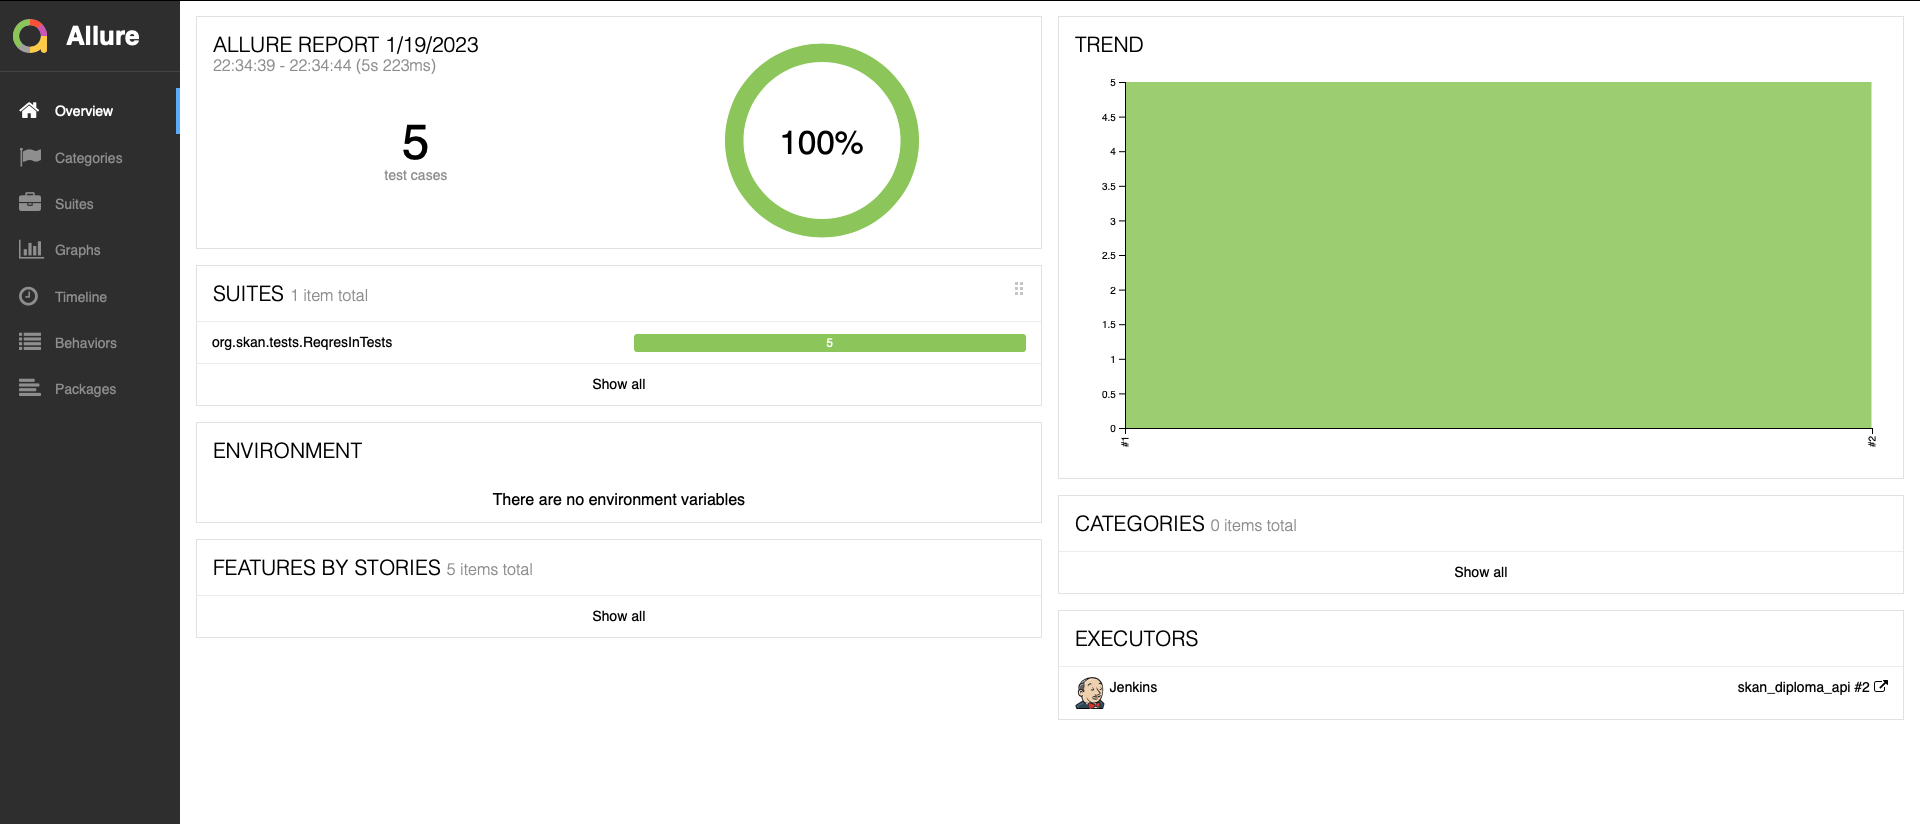 Allure
Overview
Categories
Suites
Graphs
Timeline
Behaviors
Packages
ALLURE REPORT 1/19/2023
22:34:39 - 22:34:44 (5s 223ms)
5
test cases
100%
SUITES 1 item total
org.skan.tests.ReqresInTests
5
Show all
ENVIRONMENT
There are no environment variables
FEATURES BY STORIES 5 items total
Show all
TREND
5
4.5
4
3.5
3
2.5
2
1.5
1
0.5
0
#1
#2
CATEGORIES 0 items total
Show all
EXECUTORS
Jenkins
skan_diploma_api #2